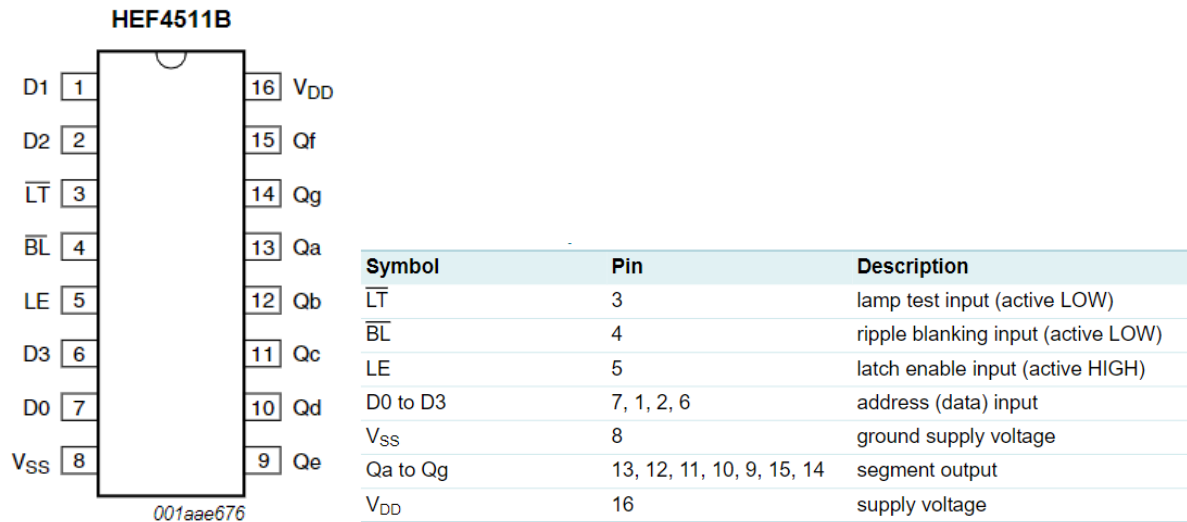 HEF4511B
D1 1 16 VDD
D2 2 15 Qf
LT 3 14 Qg
BL 4 13 Qa
LE 5 12 Qb
D3 6 11 Qc
D0 7 10 Qd
VSS 8 9 Qe
001aae676
Symbol Pin Description
LT 3 lamp test input (active LOW)
BL 4 ripple blanking input (active LOW)
LE 5 latch enable input (active HIGH)
D0 to D3 7, 1, 2, 6 address (data) input
VSS 8 ground supply voltage
Qa to Qg 13, 12, 11, 10, 9, 15, 14 segment output
VDD 16 supply voltage